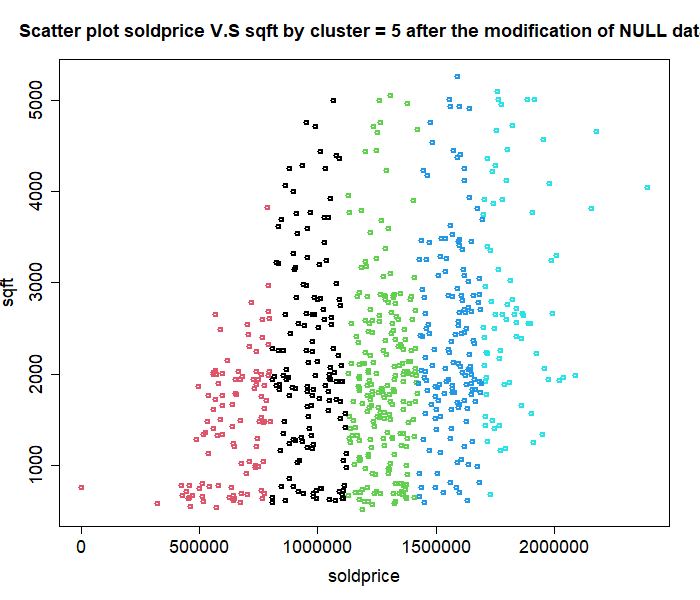 Scatter plot soldprice V.S sqft by cluster = 5 after the modification of NULL dat
5000
4000
3000
2000
1000
sqft
0 500000 1000000 1500000 2000000
soldprice